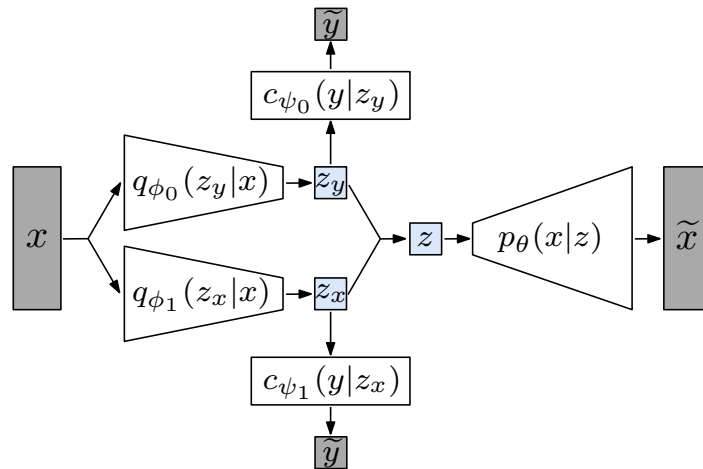 ỹ
c_{ψ_0}(y|z_y)
q_{ϕ_0}(z_y|x)
z_y
x
z
p_θ(x|z)
x̃
q_{ϕ_1}(z_x|x)
z_x
c_{ψ_1}(y|z_x)
ỹ